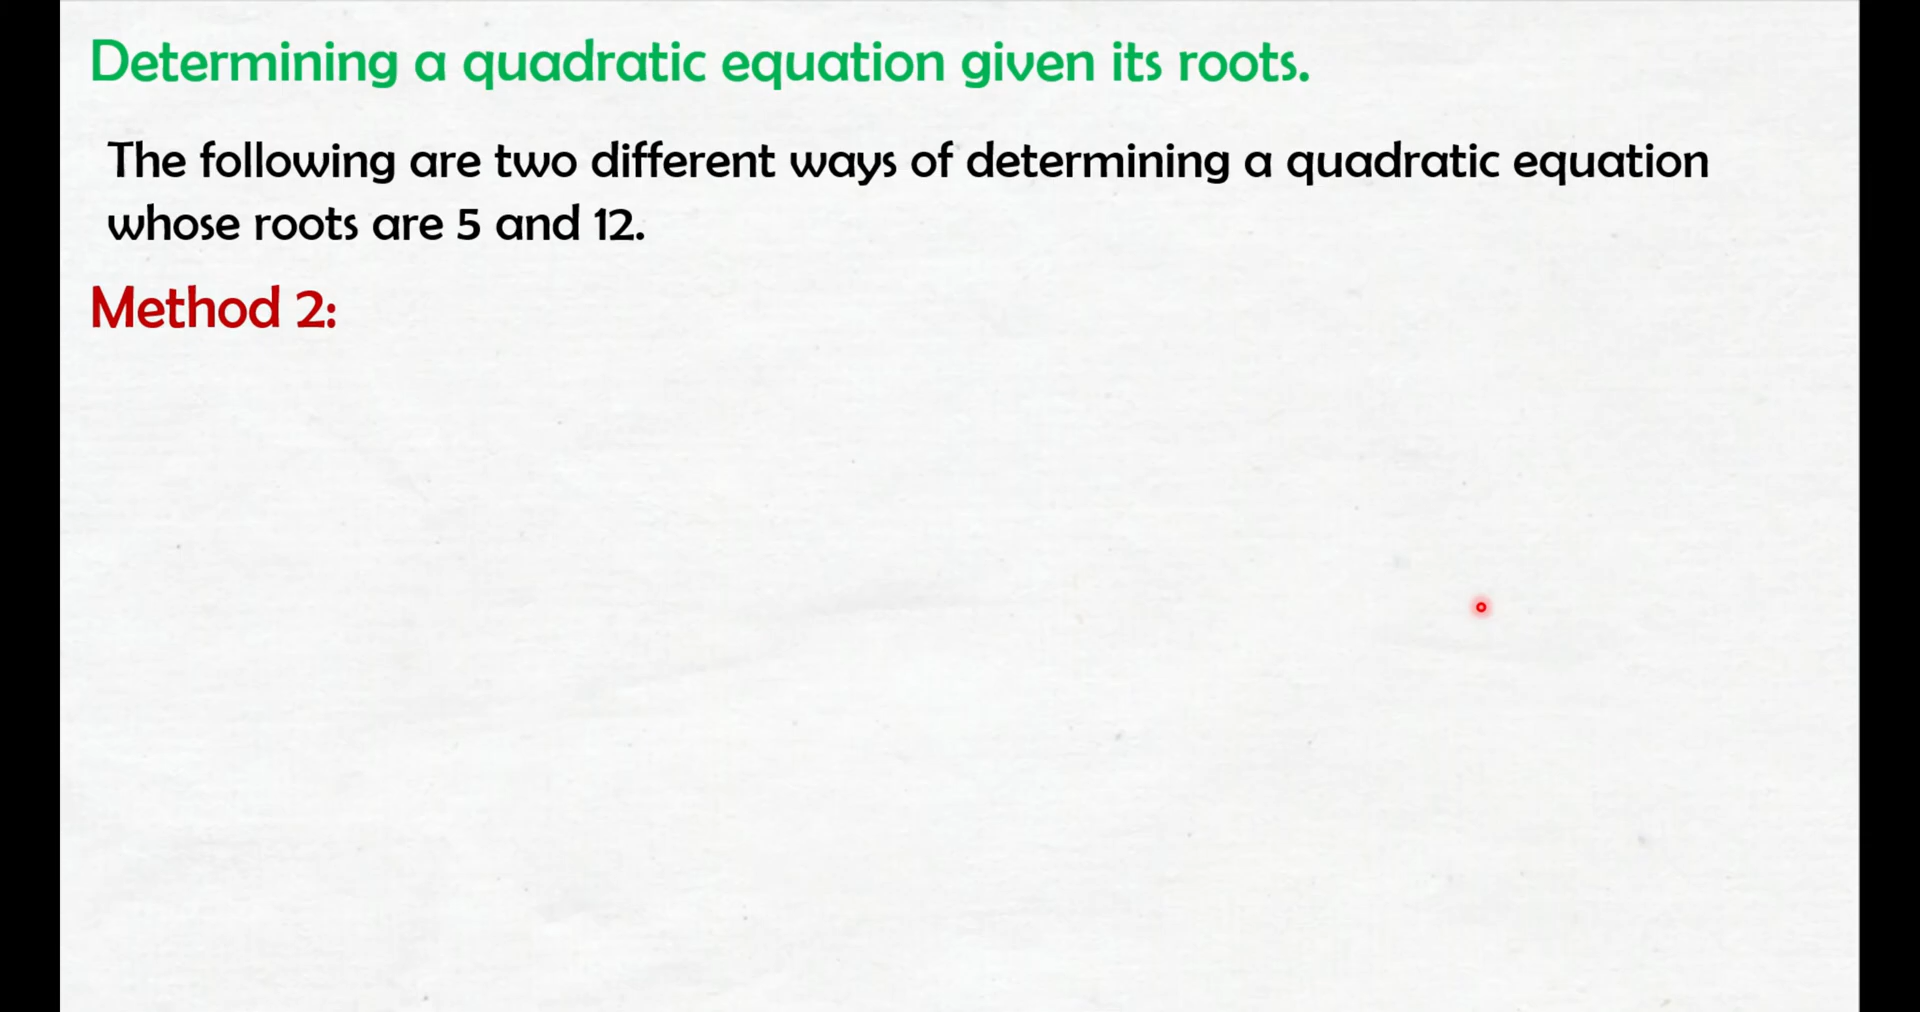 Determining a quadratic equation given its roots.
The following are two different ways of determining a quadratic equation
whose roots are 5 and 12.
Method 2: